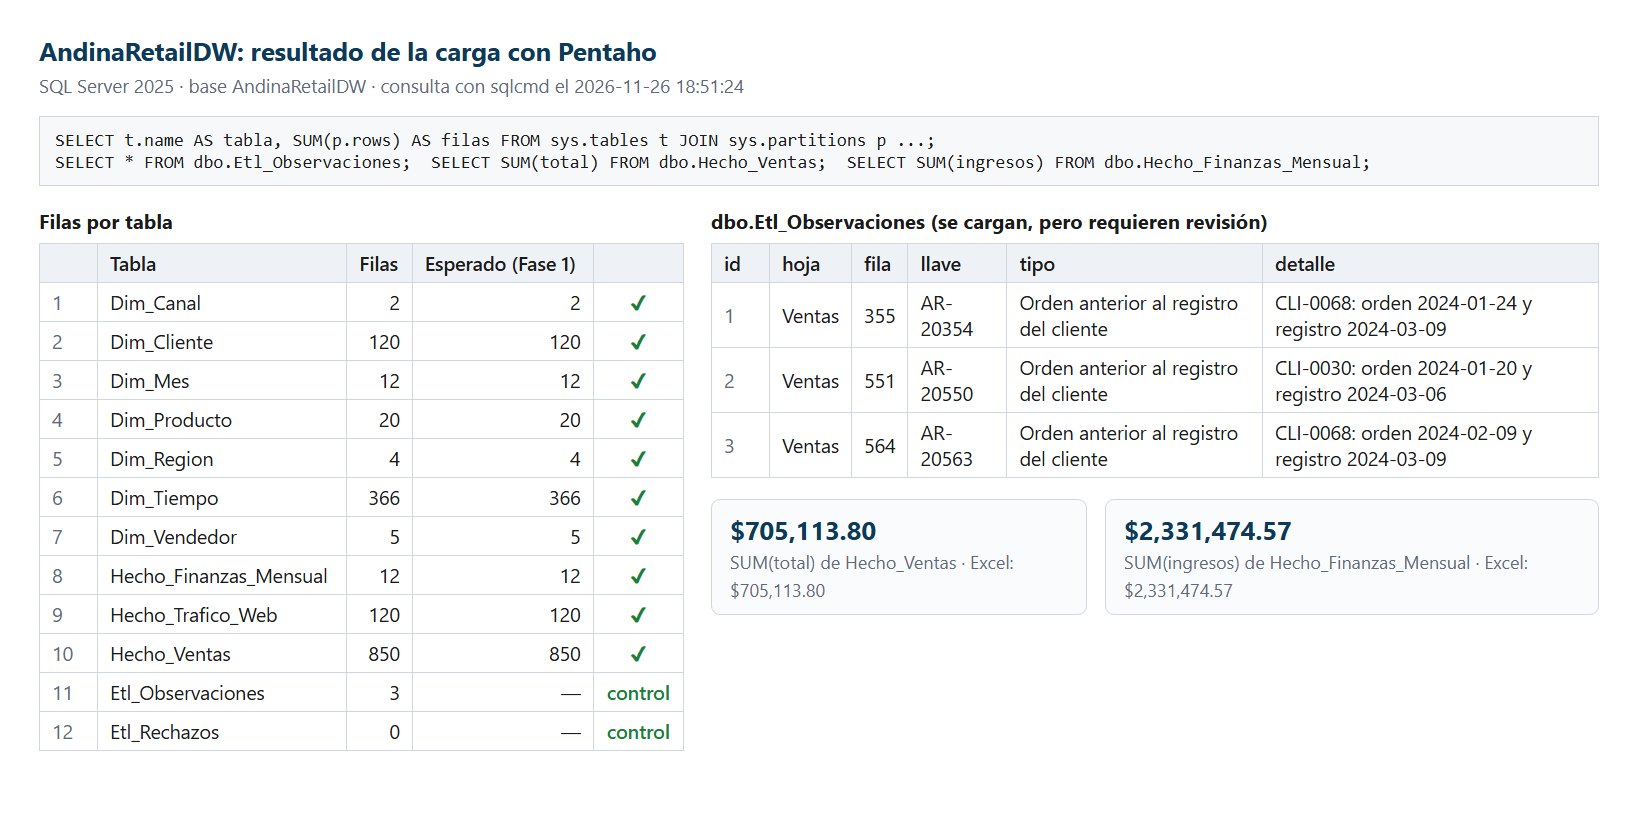 AndinaRetailDW: resultado de la carga con Pentaho
SQL Server 2025 · base AndinaRetailDW · consulta con sqlcmd el 2026-11-26 18:51:24
SELECT t.name AS tabla, SUM(p.rows) AS filas FROM sys.tables t JOIN sys.partitions p ...;
SELECT * FROM dbo.Etl_Observaciones;  SELECT SUM(total) FROM dbo.Hecho_Ventas;  SELECT SUM(ingresos) FROM dbo.Hecho_Finanzas_Mensual;
Filas por tabla
Tabla Filas Esperado (Fase 1)
1 Dim_Canal 2 2 ✔
2 Dim_Cliente 120 120 ✔
3 Dim_Mes 12 12 ✔
4 Dim_Producto 20 20 ✔
5 Dim_Region 4 4 ✔
6 Dim_Tiempo 366 366 ✔
7 Dim_Vendedor 5 5 ✔
8 Hecho_Finanzas_Mensual 12 12 ✔
9 Hecho_Trafico_Web 120 120 ✔
10 Hecho_Ventas 850 850 ✔
11 Etl_Observaciones 3 — control
12 Etl_Rechazos 0 — control
dbo.Etl_Observaciones (se cargan, pero requieren revisión)
id hoja fila llave tipo detalle
1 Ventas 355 AR-
20354 Orden anterior al registro
del cliente CLI-0068: orden 2024-01-24 y
registro 2024-03-09
2 Ventas 551 AR-
20550 Orden anterior al registro
del cliente CLI-0030: orden 2024-01-20 y
registro 2024-03-06
3 Ventas 564 AR-
20563 Orden anterior al registro
del cliente CLI-0068: orden 2024-02-09 y
registro 2024-03-09
$705,113.80
SUM(total) de Hecho_Ventas · Excel:
$705,113.80
$2,331,474.57
SUM(ingresos) de Hecho_Finanzas_Mensual · Excel:
$2,331,474.57